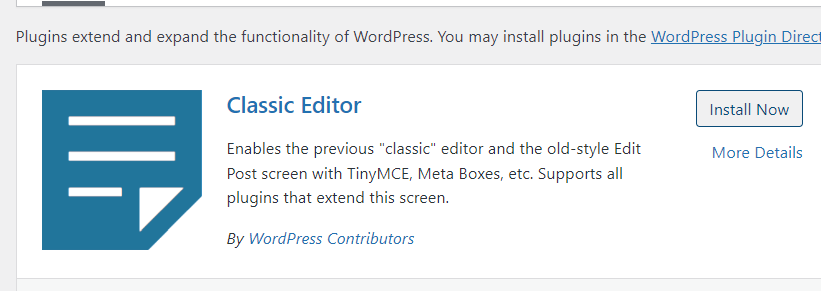 Plugins extend and expand the functionality of WordPress. You may install plugins in the WordPress Plugin Direct
Classic Editor
Install Now
Enables the previous "classic" editor and the old-style Edit
More Details
Post screen with TinyMCE, Meta Boxes, etc. Supports all
plugins that extend this screen.
By WordPress Contributors